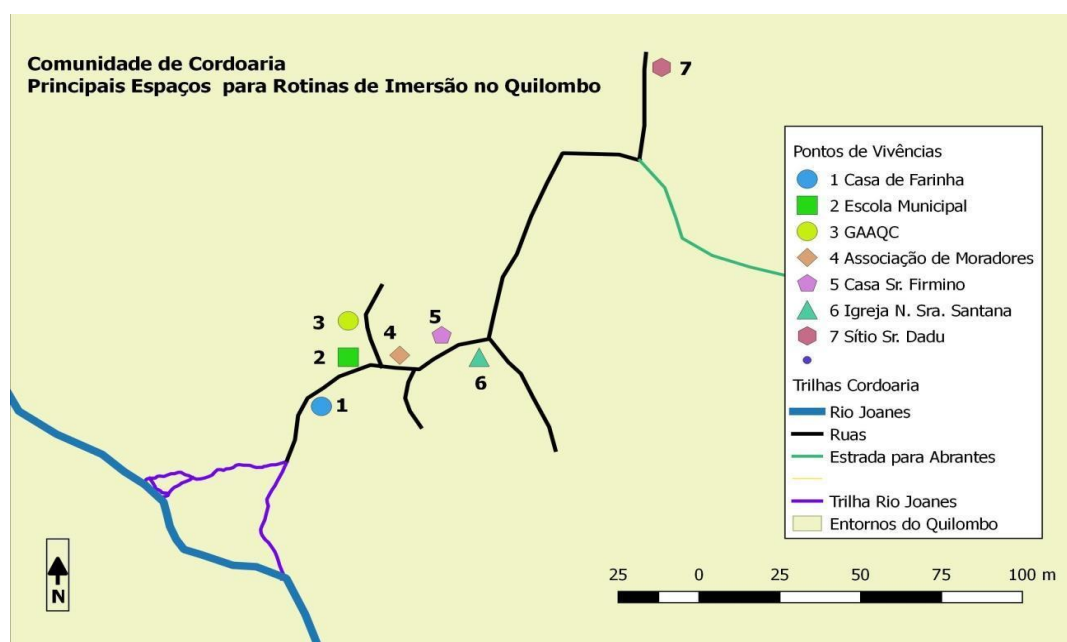 Comunidade de Cordoaria
Principais Espaços para Rotinas de Imersão no Quilombo
7
Pontos de Vivências
1 Casa de Farinha
2 Escola Municipal
3 GAAQC
4 Associação de Moradores
5 Casa Sr. Firmino
6 Igreja N. Sra. Santana
7 Sítio Sr. Dadu
Trilhas Cordoaria
Rio Joanes
Ruas
Estrada para Abrantes
Trilha Rio Joanes
Entornos do Quilombo
3
4
5
2
6
1
N
25 0 25 50 75 100 m